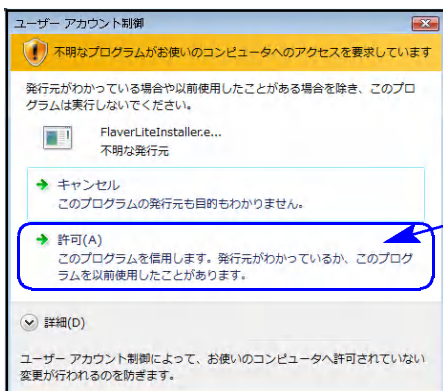 ユーザー アカウント制御
不明なプログラムがお使いのコンピュータへのアクセスを要求しています
発行元がわかっている場合や以前使用したことがある場合を除き、このプロ
グラムは実行しないでください。
FlaverLiteInstaller.e...
不明な発行元
キャンセル
このプログラムの発行元も目的もわかりません。
許可(A)
このプログラムを信用します。発行元がわかっているか、このプログ
ラムを以前使用したことがあります。
詳細(D)
ユーザー アカウント制御によって、お使いのコンピュータへ許可されていない
変更が行われるのを防ぎます。